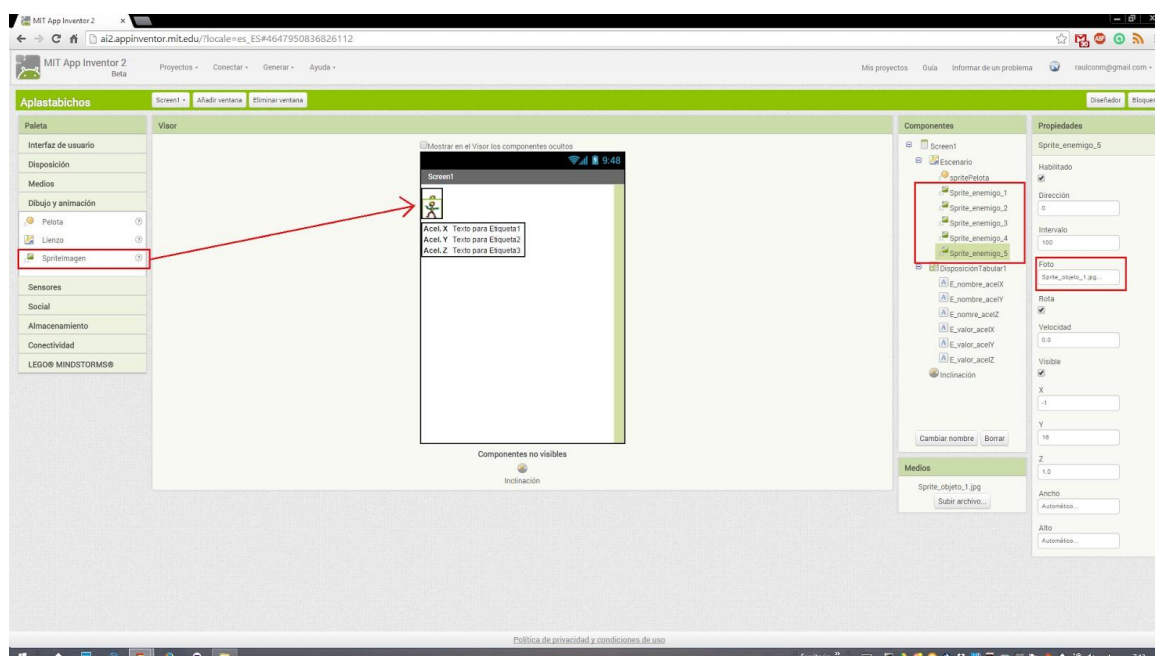 MIT App Inventor 2
ai2.appinventor.mit.edu/?locale=es_ES#4647950836826112
MIT App Inventor 2
Beta
Proyectos
Conectar
Generar
Ayuda
Mis proyectos
Guía
Informar de un problema
raulconm@gmail.com
Aplastabichos
Screen1
Añadir ventana
Eliminar ventana
Diseñador
Bloques
Paleta
Interfaz de usuario
Disposición
Medios
Dibujo y animación
Pelota
Lienzo
SpriteImagen
Sensores
Social
Almacenamiento
Conectividad
LEGO® MINDSTORMS®
Visor
Mostrar en el Visor los componentes ocultos
9:48
Screen1
Acel. X Texto para Etiqueta1
Acel. Y Texto para Etiqueta2
Acel. Z Texto para Etiqueta3
Componentes no visibles
Inclinación
Componentes
Screen1
Escenario
spritePelota
Sprite_enemigo_1
Sprite_enemigo_2
Sprite_enemigo_3
Sprite_enemigo_4
Sprite_enemigo_5
DisposiciónTabular1
E_nombre_acelX
E_nombre_acelY
E_nomre_acelZ
E_valor_acelX
E_valor_acelY
E_valor_acelZ
Inclinación
Cambiar nombre
Borrar
Medios
Sprite_objeto_1.jpg
Subir archivo...
Propiedades
Sprite_enemigo_5
Habilitado
Dirección
0
Intervalo
100
Foto
Sprite_objeto_1.jpg...
Rota
Velocidad
0.0
Visible
X
-1
Y
16
Z
1.0
Ancho
Automático...
Alto
Automático...
Política de privacidad y condiciones de uso